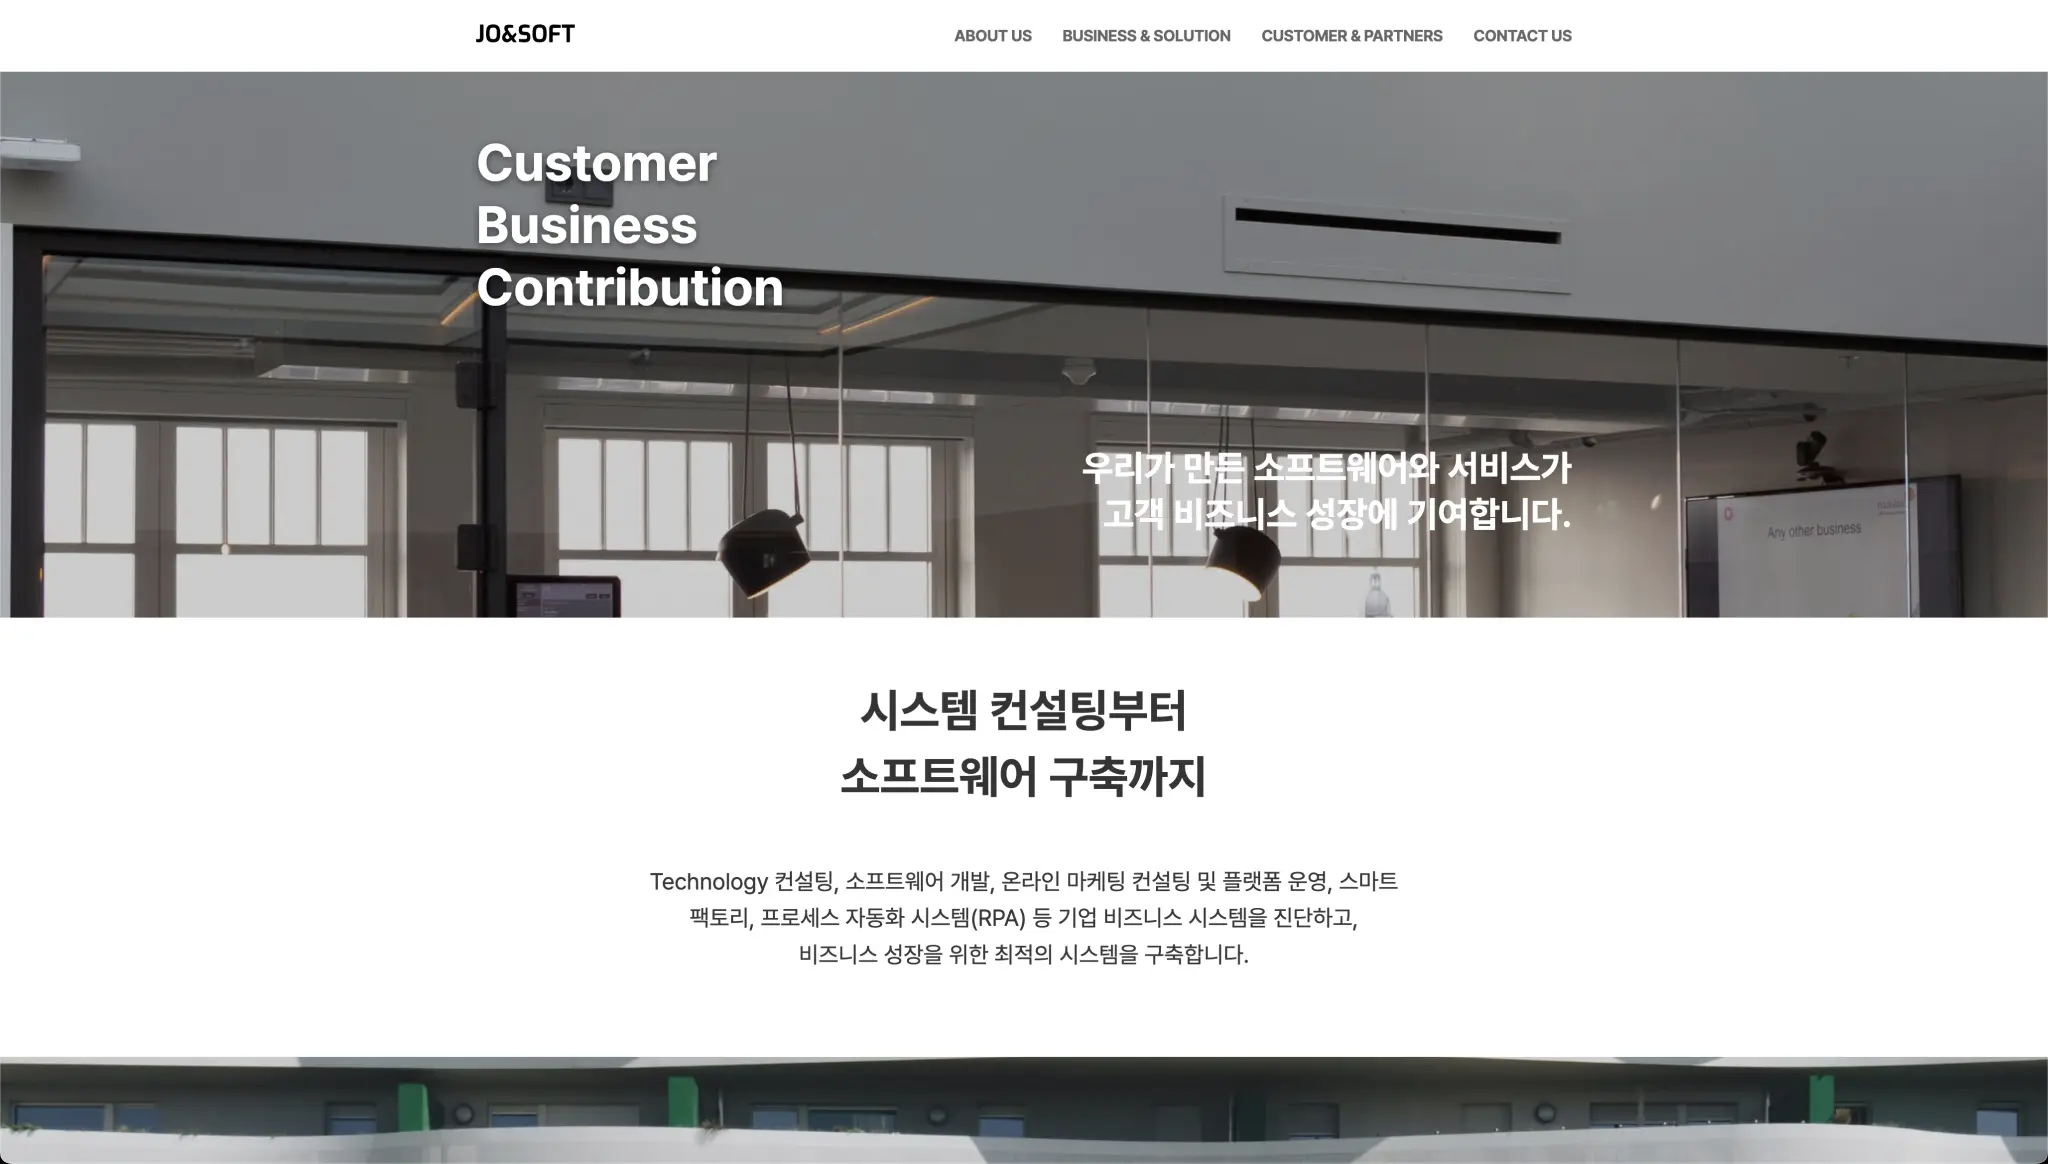 JO&SOFT
ABOUT US
BUSINESS & SOLUTION
CUSTOMER & PARTNERS
CONTACT US
Customer
Business
Contribution
우리가 만든 소프트웨어와 서비스가
고객 비즈니스 성장에 기여합니다.
Any other business
시스템 컨설팅부터
소프트웨어 구축까지
Technology 컨설팅, 소프트웨어 개발, 온라인 마케팅 컨설팅 및 플랫폼 운영, 스마트
팩토리, 프로세스 자동화 시스템(RPA) 등 기업 비즈니스 시스템을 진단하고,
비즈니스 성장을 위한 최적의 시스템을 구축합니다.